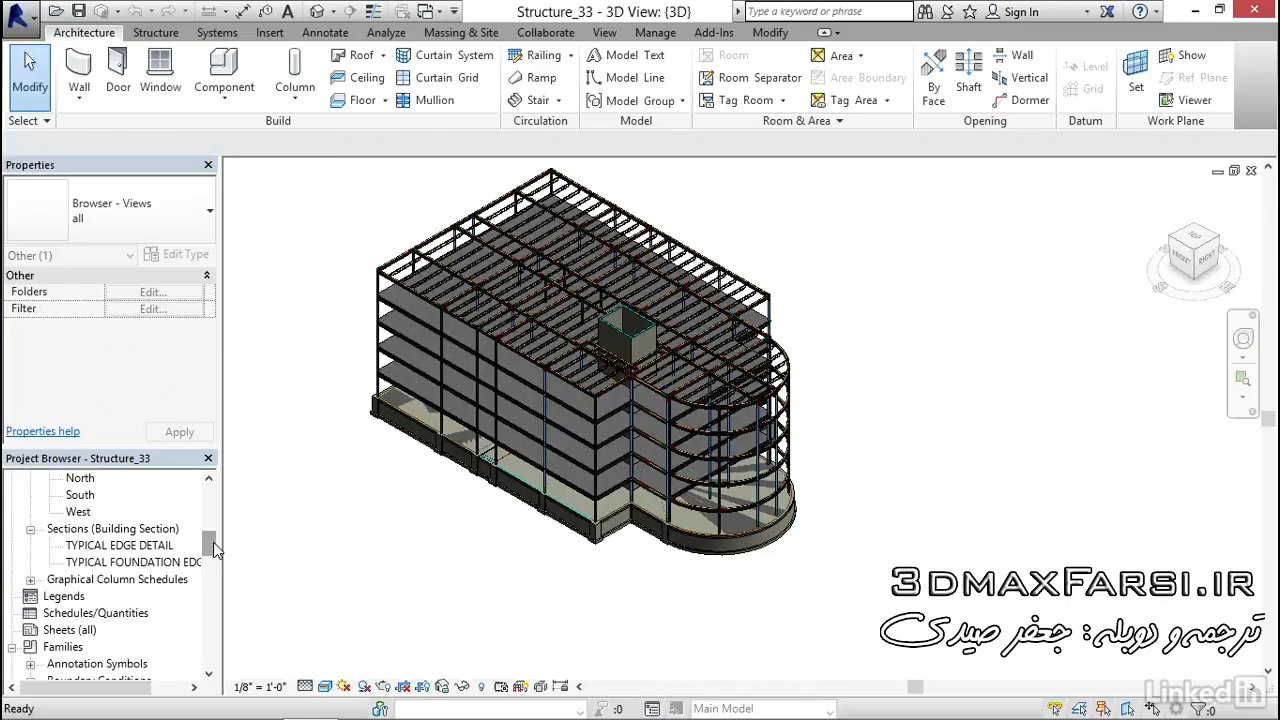 Structure_33 - 3D View: {3D}
Type a keyword or phrase
Sign In
Architecture
Structure
Systems
Insert
Annotate
Analyze
Massing & Site
Collaborate
View
Manage
Add-Ins
Modify
Modify
Wall
Door
Window
Component
Column
Roof
Ceiling
Floor
Curtain System
Curtain Grid
Mullion
Railing
Ramp
Stair
Model Text
Model Line
Model Group
Room
Room Separator
Tag Room
Area
Area Boundary
Tag Area
By Face
Shaft
Wall
Vertical
Dormer
Level
Grid
Set
Show
Ref Plane
Viewer
Select
Build
Circulation
Model
Room & Area
Opening
Datum
Work Plane
Properties
Browser - Views
all
Other (1)
Edit Type
Other
Folders
Edit...
Filter
Edit...
Properties help
Apply
Project Browser - Structure_33
North
South
West
Sections (Building Section)
TYPICAL EDGE DETAIL
TYPICAL FOUNDATION EDG
Graphical Column Schedules
Legends
Schedules/Quantities
Sheets (all)
Families
Annotation Symbols
Boundary Conditions
TOP
FRONT
RIGHT
3DMAXFARSI.IR
ترجمه و دوبله: جعفر صیدی
1/8" = 1'-0"
LinkedIn
Ready
:0
Main Model
:0